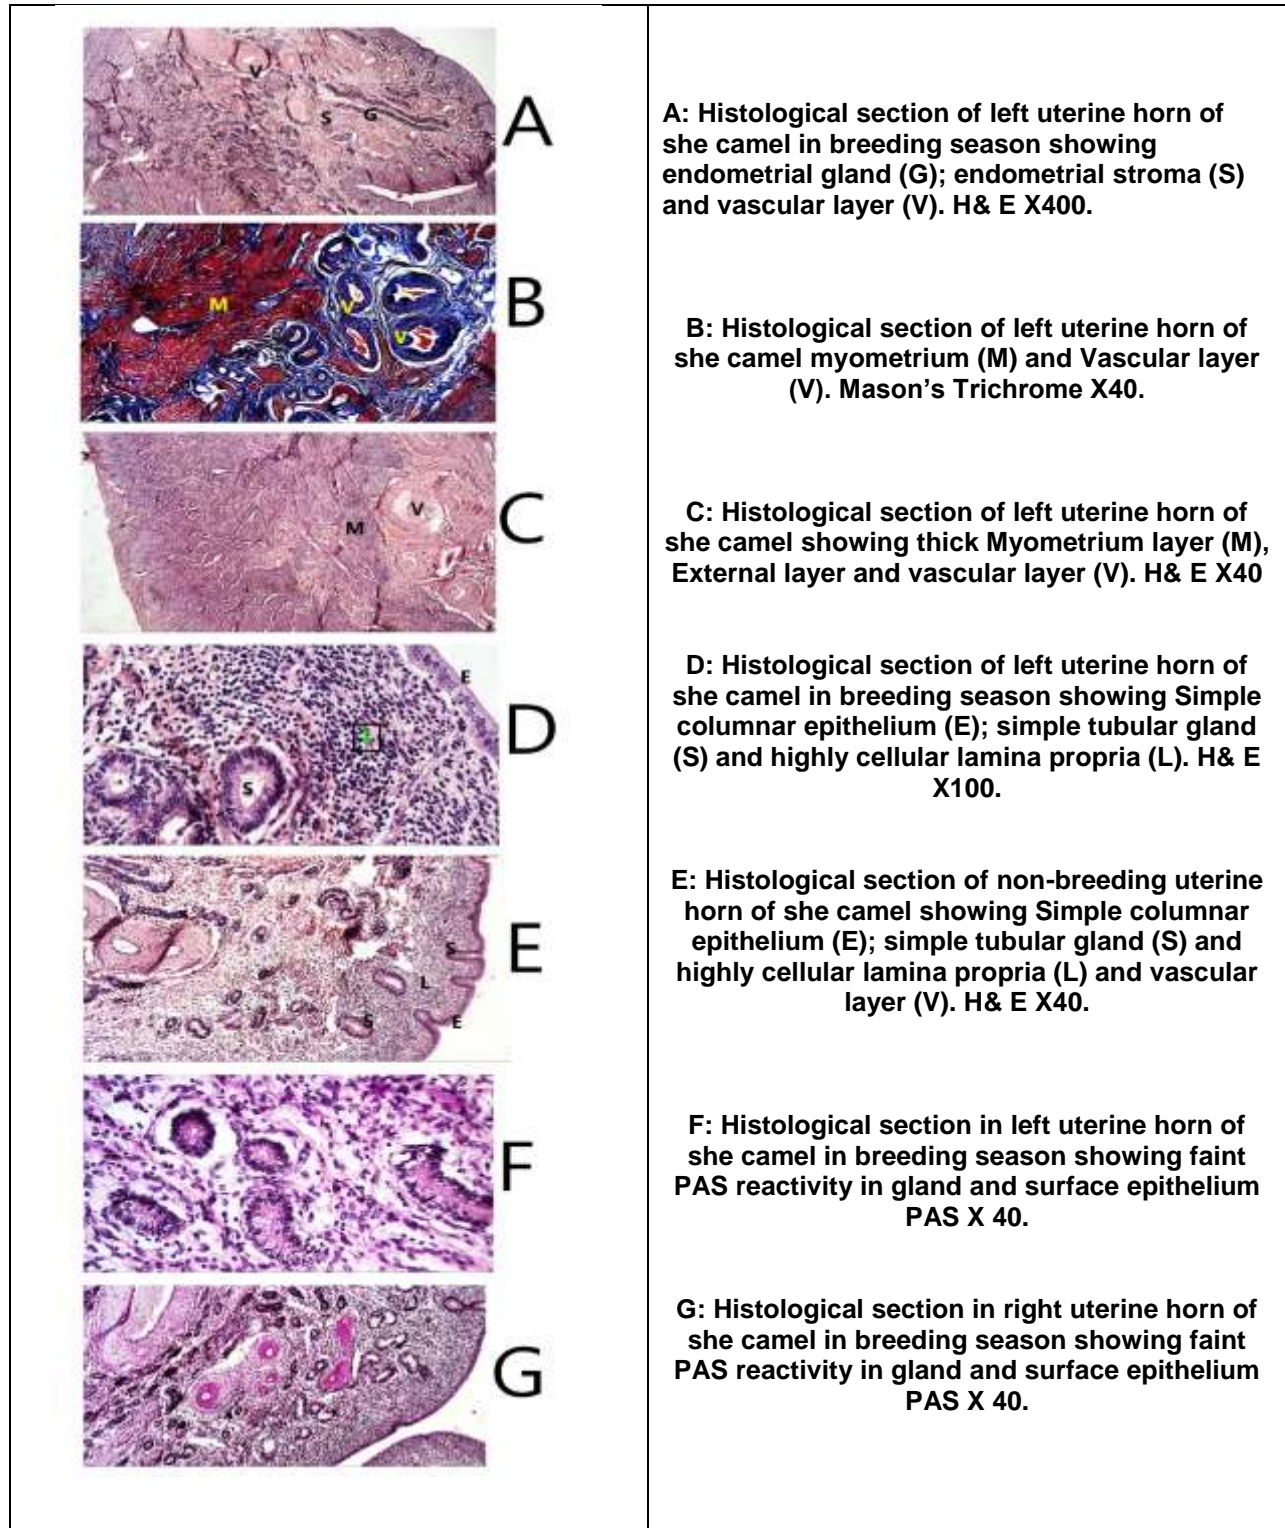 V
S
G
A
A: Histological section of left uterine horn of
she camel in breeding season showing
endometrial gland (G); endometrial stroma (S)
and vascular layer (V). H& E X400.
M
V
V
B
B: Histological section of left uterine horn of
she camel myometrium (M) and Vascular layer
(V). Mason’s Trichrome X40.
V
M
C
C: Histological section of left uterine horn of
she camel showing thick Myometrium layer (M),
External layer and vascular layer (V). H& E X40
E
S
D
D: Histological section of left uterine horn of
she camel in breeding season showing Simple
columnar epithelium (E); simple tubular gland
(S) and highly cellular lamina propria (L). H& E
X100.
S
L
S
E
E
E: Histological section of non-breeding uterine
horn of she camel showing Simple columnar
epithelium (E); simple tubular gland (S) and
highly cellular lamina propria (L) and vascular
layer (V). H& E X40.
F
F: Histological section in left uterine horn of
she camel in breeding season showing faint
PAS reactivity in gland and surface epithelium
PAS X 40.
G
G: Histological section in right uterine horn of
she camel in breeding season showing faint
PAS reactivity in gland and surface epithelium
PAS X 40.